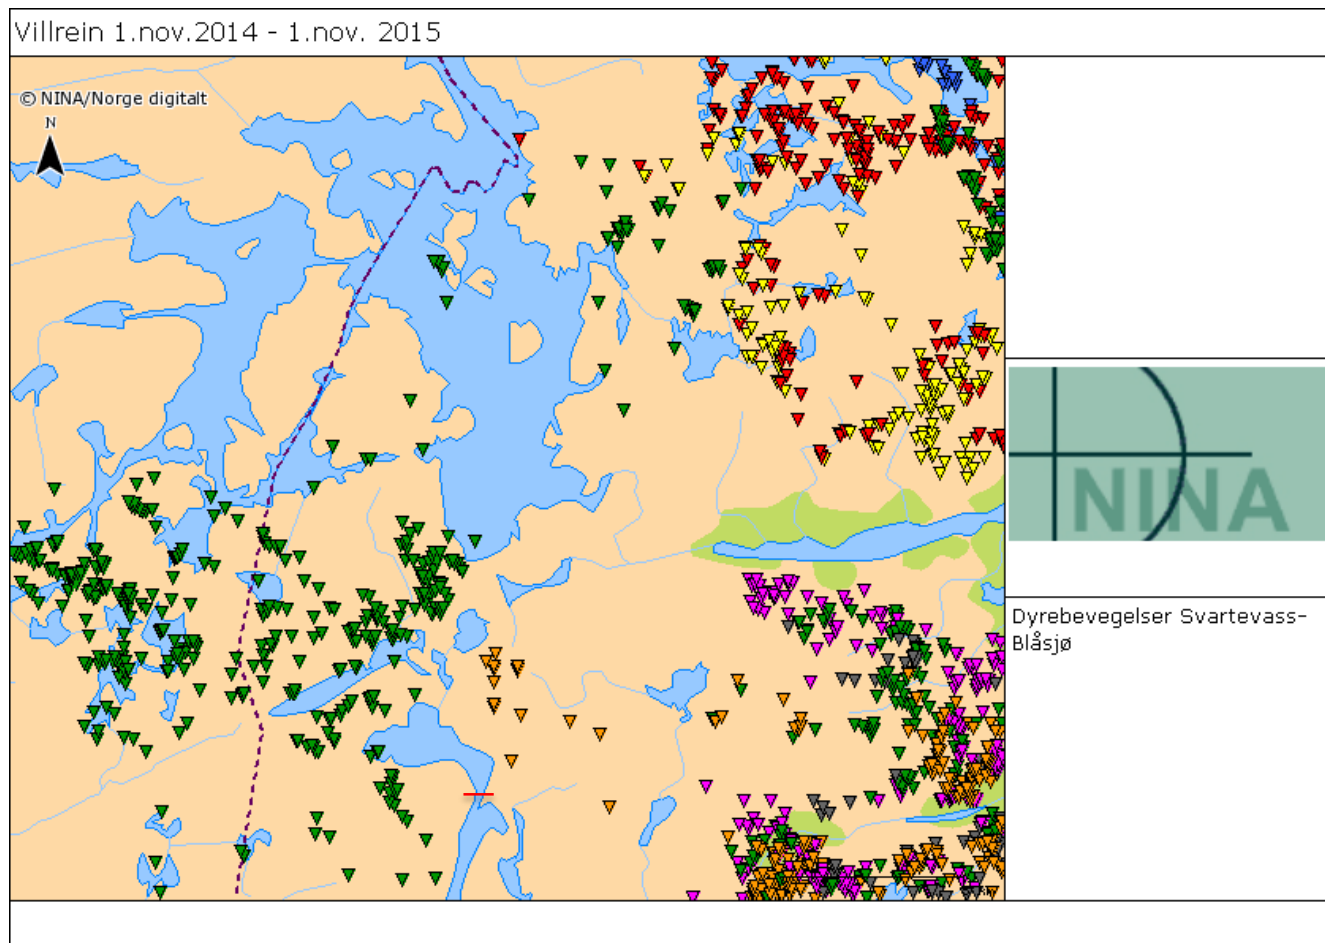 Villrein 1.nov.2014 - 1.nov. 2015
© NINA/Norge digitalt
N
NINA
Dyrebevegelser Svartevass-
Blåsjø